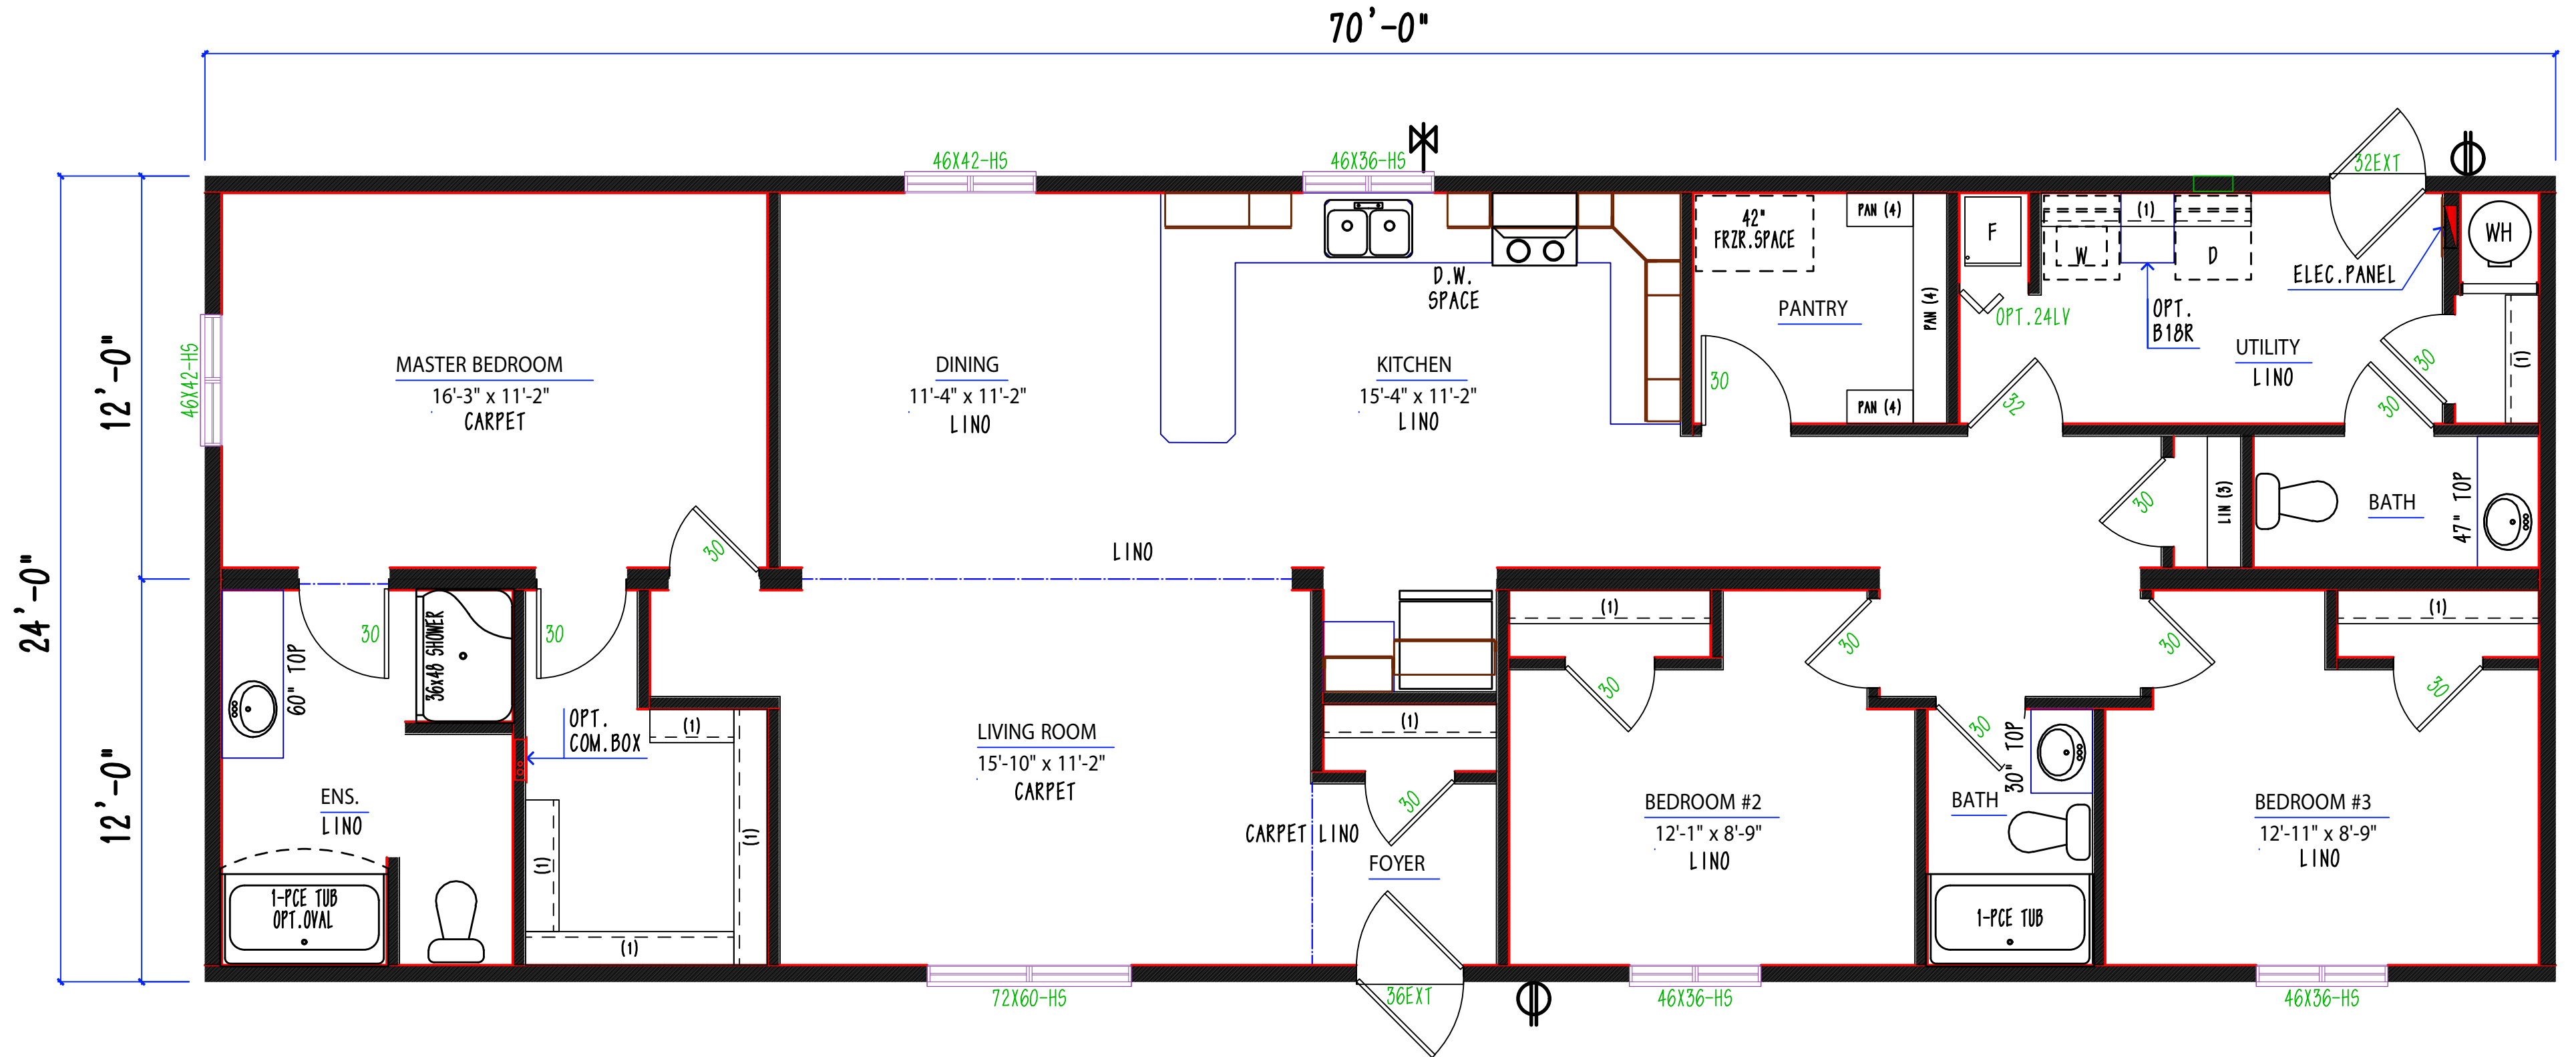 70'-0"
46X42-HS
46X36-HS
32EXT
42"
FRZR.SPACE
PAN (4)
F
(1)
W
D
WH
D.W.
SPACE
ELEC.PANEL
PAN (4)
PANTRY
OPT.24LV
OPT.
B18R
UTILITY
LINO
30
(1)
12'-0"
46X42-HS
MASTER BEDROOM
16'-3" x 11'-2"
CARPET
DINING
11'-4" x 11'-2"
LINO
KITCHEN
15'-4" x 11'-2"
LINO
30
PAN (4)
32
30
30
LIN (3)
BATH
47" TOP
30
LINO
24'-0"
12'-0"
60" TOP
30
36x48 SHOWER
30
(1)
30
30
(1)
30
30
OPT.
COM.BOX
(1)
(1)
LIVING ROOM
15'-10" x 11'-2"
CARPET
(1)
30
30" TOP
ENS.
LINO
(1)
(1)
30
CARPET LINO
FOYER
BEDROOM #2
12'-1" x 8'-9"
LINO
BATH
BEDROOM #3
12'-11" x 8'-9"
LINO
1-PCE TUB
OPT.OVAL
(1)
1-PCE TUB
72X60-HS
36EXT
46X36-HS
46X36-HS